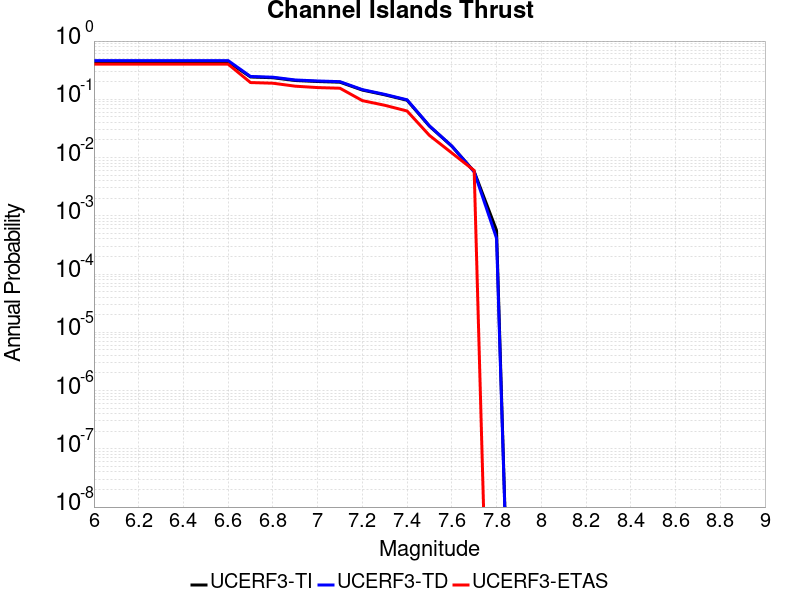 Channel Islands Thrust
Annual Probability
10^0
10^-1
10^-2
10^-3
10^-4
10^-5
10^-6
10^-7
10^-8
6 6.2 6.4 6.6 6.8 7 7.2 7.4 7.6 7.8 8 8.2 8.4 8.6 8.8 9
Magnitude
UCERF3-TI UCERF3-TD UCERF3-ETAS